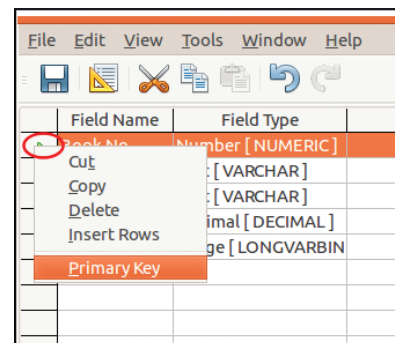 File Edit View Tools Window Help
Field Name Field Type
Book No Number [ NUMERIC ]
Cut
[ VARCHAR ]
Copy
[ VARCHAR ]
Delete
[ DECIMAL ]
Insert Rows
[ LONGVARBIN
Primary Key